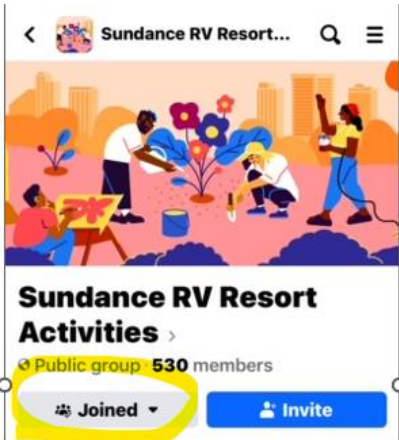 Sundance RV Resort...
Sundance RV Resort
Activities
Public group · 530 members
Joined
Invite